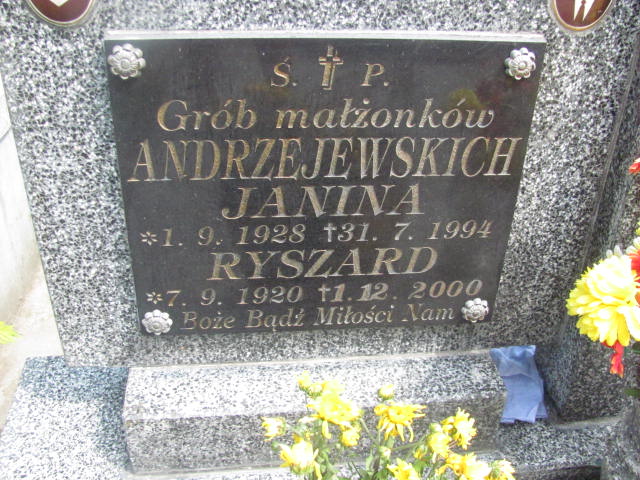 Ś. P.
Grób małżonków
ANDRZEJEWSKICH
JANINA
*1. 9. 1928 †31. 7. 1994
RYSZARD
*7. 9. 1920 †1.12. 2000
Boże Bądź Miłości Nam